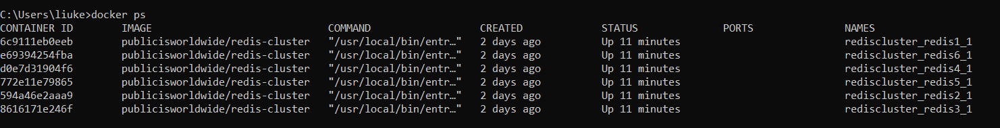 C:\Users\liuke>docker ps
CONTAINER ID IMAGE COMMAND CREATED STATUS PORTS NAMES
6c9111eb0eeb publicisworldwide/redis-cluster "/usr/local/bin/entr…" 2 days ago Up 11 minutes rediscluster_redis1_1
e69394254fba publicisworldwide/redis-cluster "/usr/local/bin/entr…" 2 days ago Up 11 minutes rediscluster_redis6_1
d0e7d31904f6 publicisworldwide/redis-cluster "/usr/local/bin/entr…" 2 days ago Up 11 minutes rediscluster_redis4_1
772e11e79865 publicisworldwide/redis-cluster "/usr/local/bin/entr…" 2 days ago Up 11 minutes rediscluster_redis5_1
594a46e2aaa9 publicisworldwide/redis-cluster "/usr/local/bin/entr…" 2 days ago Up 11 minutes rediscluster_redis2_1
8616171e246f publicisworldwide/redis-cluster "/usr/local/bin/entr…" 2 days ago Up 11 minutes rediscluster_redis3_1